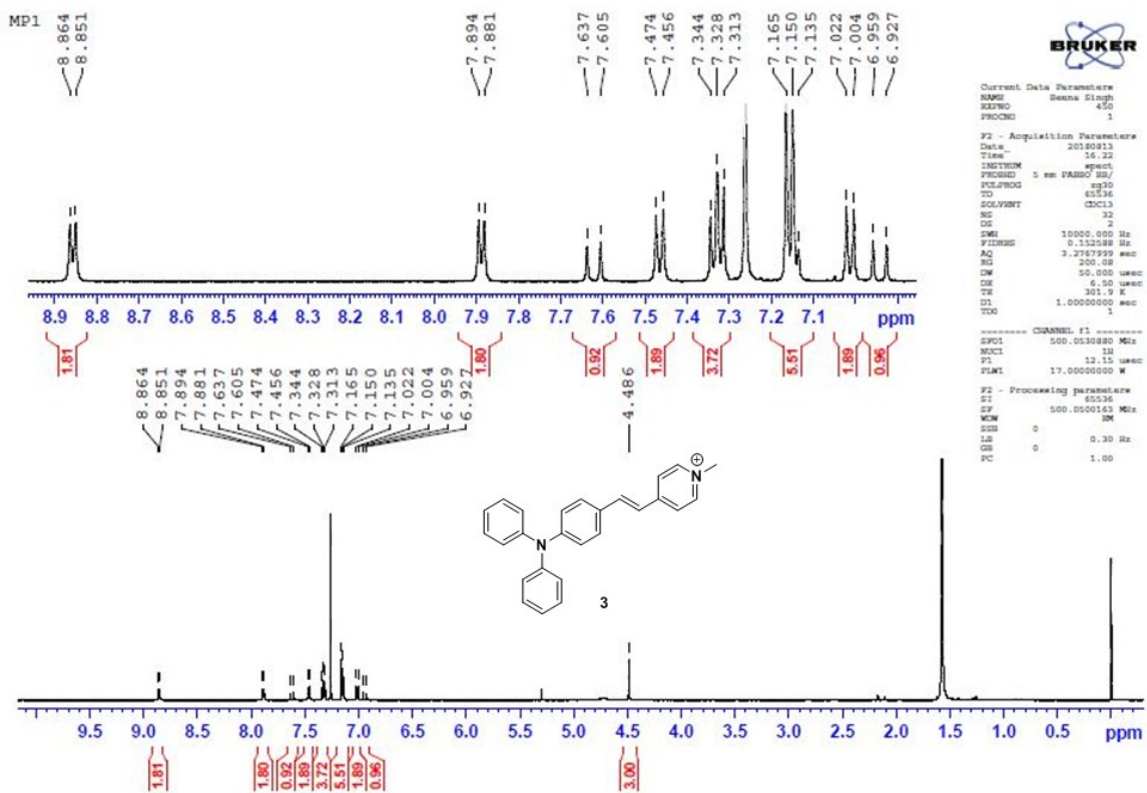 MP1
8.864
8.851
7.894
7.881
7.637
7.605
7.474
7.456
7.344
7.328
7.313
7.165
7.150
7.135
7.022
7.004
6.959
6.927
BRUKER
Current Data Parameters
NAME Beena Singh
EXPNO 450
PROCNO 1
F2 - Acquisition Parameters
Date_ 20180813
Time 16.22
INSTRUM spect
PROBHD 5 mm PABBO BB/
PULPROG zg30
TD 65536
SOLVENT CDCl3
NS 32
DS 2
SWH 10000.000 Hz
FIDRES 0.152588 Hz
AQ 3.2767999 sec
RG 200.08
DW 50.000 usec
DE 6.50 usec
TE 301.9 K
D1 1.00000000 sec
TD0 1
======== CHANNEL f1 ========
SFO1 500.0530880 MHz
NUC1 1H
P1 12.15 usec
PLW1 17.00000000 W
F2 - Processing parameters
SI 65536
SF 500.0500163 MHz
WDW EM
SSB 0
LB 0.30 Hz
GB 0
PC 1.00
8.9 8.8 8.7 8.6 8.5 8.4 8.3 8.2 8.1 8.0 7.9 7.8 7.7 7.6 7.5 7.4 7.3 7.2 7.1 ppm
1.81 1.80 0.92 1.89 3.72 5.51 1.89 0.96
8.864
8.851
7.894
7.881
7.637
7.605
7.474
7.456
7.344
7.328
7.313
7.165
7.150
7.135
7.022
7.004
6.959
6.927
4.486
N
+
N
3
9.5 9.0 8.5 8.0 7.5 7.0 6.5 6.0 5.5 5.0 4.5 4.0 3.5 3.0 2.5 2.0 1.5 1.0 0.5 ppm
1.81 1.80 0.92 1.89 3.72 5.51 1.89 0.96 3.00